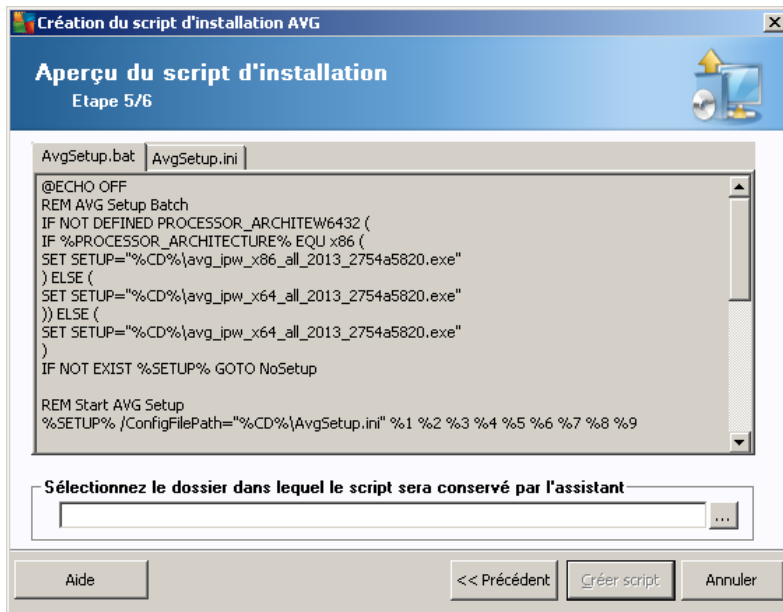 Création du script d'installation AVG
Aperçu du script d'installation
Etape 5/6
AvgSetup.bat
AvgSetup.ini
@ECHO OFF
REM AVG Setup Batch
IF NOT DEFINED PROCESSOR_ARCHITEW6432 (
IF %PROCESSOR_ARCHITECTURE% EQU x86 (
SET SETUP="%CD%\avg_ipw_x86_all_2013_2754a5820.exe"
) ELSE (
SET SETUP="%CD%\avg_ipw_x64_all_2013_2754a5820.exe"
)) ELSE (
SET SETUP="%CD%\avg_ipw_x64_all_2013_2754a5820.exe"
)
IF NOT EXIST %SETUP% GOTO NoSetup
REM Start AVG Setup
%SETUP% /ConfigFilePath="%CD%\AvgSetup.ini" %1 %2 %3 %4 %5 %6 %7 %8 %9
Sélectionnez le dossier dans lequel le script sera conservé par l'assistant
...
Aide
<< Précédent
Créer script
Annuler